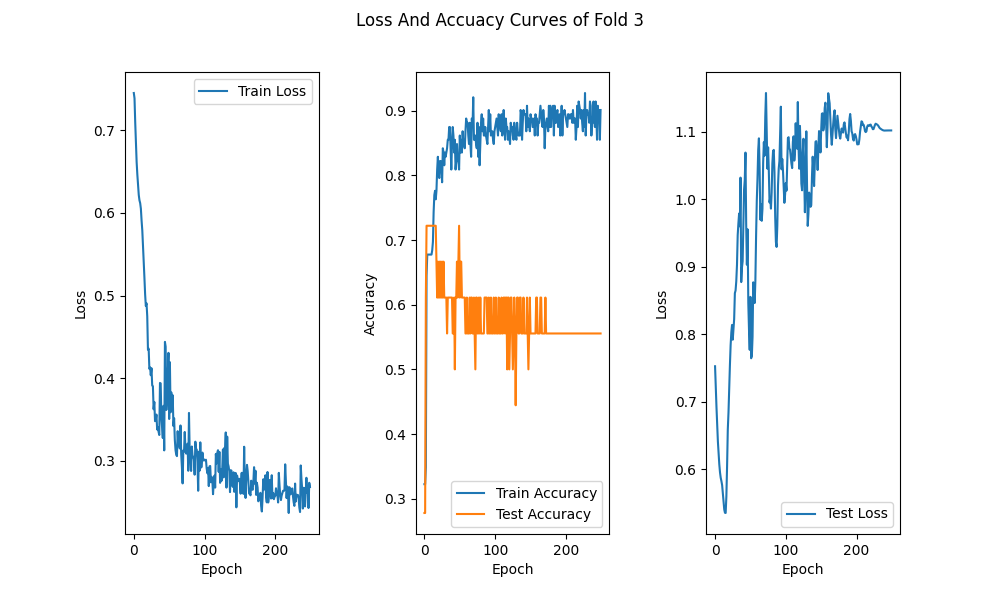 Loss And Accuacy Curves of Fold 3
Train Loss
0.7
0.6
0.5
0.4
0.3
Loss
0
100
200
Epoch
0.9
0.8
0.7
0.6
0.5
0.4
0.3
Accuracy
Train Accuracy
Test Accuracy
0
100
200
Epoch
1.1
1.0
0.9
0.8
0.7
0.6
Loss
Test Loss
0
100
200
Epoch